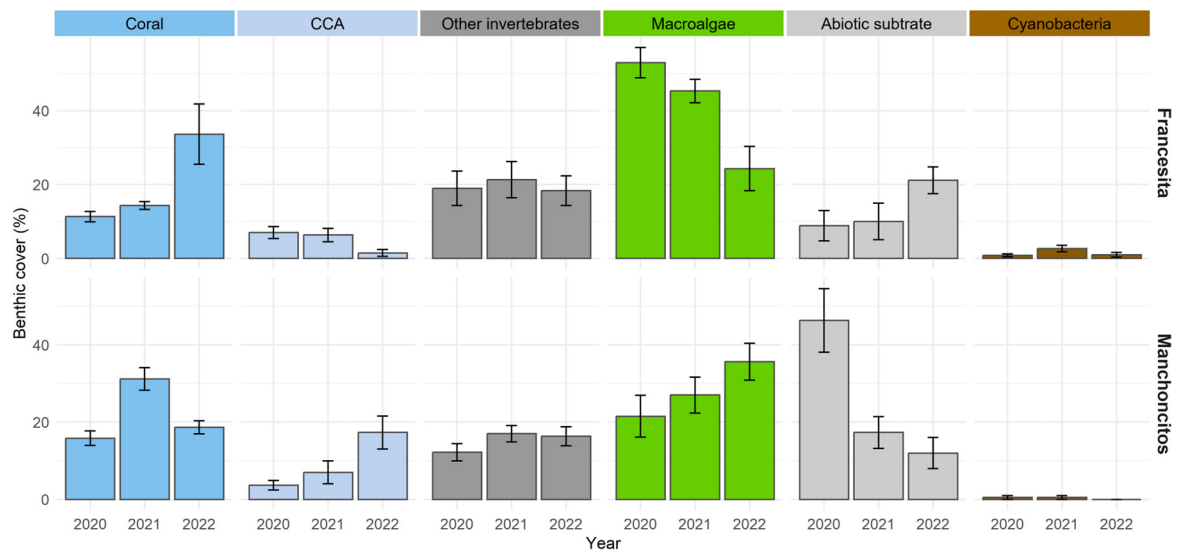 Coral CCA Other invertebrates Macroalgae Abiotic subtrate Cyanobacteria
40
20
0
Francesita
Benthic cover (%)
40
20
0
Manchoncitos
2020 2021 2022 2020 2021 2022 2020 2021 2022 2020 2021 2022 2020 2021 2022 2020 2021 2022
Year